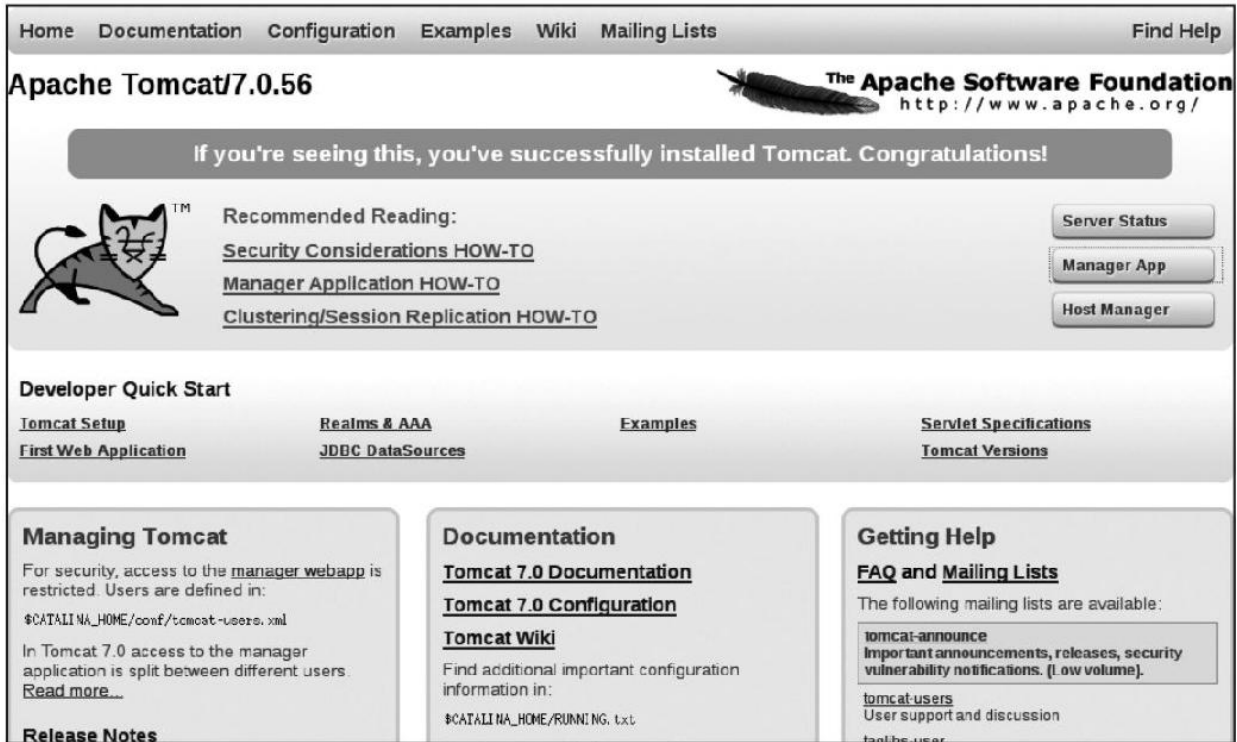 Home Documentation Configuration Examples Wiki Mailing Lists Find Help
Apache Tomcat/7.0.56
The Apache Software Foundation
http://www.apache.org/
If you're seeing this, you've successfully installed Tomcat. Congratulations!
TM
Recommended Reading:
Security Considerations HOW-TO
Manager Application HOW-TO
Clustering/Session Replication HOW-TO
Server Status
Manager App
Host Manager
Developer Quick Start
Tomcat Setup
First Web Application
Realms & AAA
JDBC DataSources
Examples
Servlet Specifications
Tomcat Versions
Managing Tomcat
For security, access to the manager webapp is
restricted. Users are defined in:
$CATALINA_HOME/conf/tomcat-users.xml
In Tomcat 7.0 access to the manager
application is split between different users.
Read more...
Release Notes
Documentation
Tomcat 7.0 Documentation
Tomcat 7.0 Configuration
Tomcat Wiki
Find additional important configuration
information in:
$CATALINA_HOME/RUNNING.txt
Getting Help
FAQ and Mailing Lists
The following mailing lists are available:
tomcat-announce
Important announcements, releases, security
vulnerability notifications. (Low volume).
tomcat-users
User support and discussion
taglibs-user